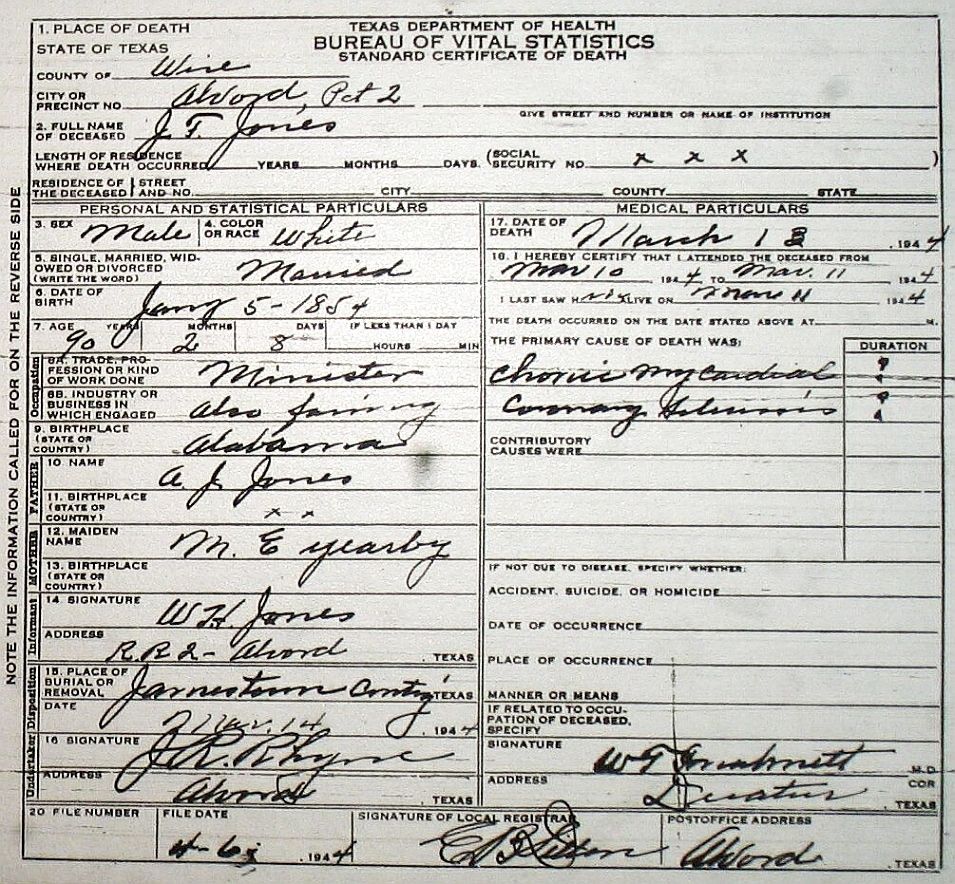 TEXAS DEPARTMENT OF HEALTH
BUREAU OF VITAL STATISTICS
STANDARD CERTIFICATE OF DEATH
NOTE THE INFORMATION CALLED FOR ON THE REVERSE SIDE
1. PLACE OF DEATH
STATE OF TEXAS
COUNTY OF Wise
CITY OR PRECINCT NO. Alvord, Pct 2
GIVE STREET AND NUMBER OR NAME OF INSTITUTION
2. FULL NAME OF DECEASED J. F. Jones
LENGTH OF RESIDENCE WHERE DEATH OCCURRED YEARS MONTHS DAYS. (SOCIAL SECURITY NO. x x x )
RESIDENCE OF THE DECEASED STREET AND NO. CITY COUNTY STATE
PERSONAL AND STATISTICAL PARTICULARS
3. SEX Male 4. COLOR OR RACE White
5. SINGLE, MARRIED, WIDOWED OR DIVORCED (WRITE THE WORD) Married
6. DATE OF BIRTH Jany 5-1854
7. AGE YEARS MONTHS DAYS IF LESS THAN 1 DAY
90 2 8 HOURS MIN
Occupation
8A. TRADE, PROFESSION OR KIND OF WORK DONE Minister
8B. INDUSTRY OR BUSINESS IN WHICH ENGAGED Also farming
9. BIRTHPLACE (STATE OR COUNTRY) Alabama
FATHER
10. NAME A. J. Jones
11. BIRTHPLACE (STATE OR COUNTRY) x x
MOTHER
12. MAIDEN NAME M. E yearby
13. BIRTHPLACE (STATE OR COUNTRY)
Informant
14. SIGNATURE W.H. Jones
ADDRESS R.R 2 - Alvord , TEXAS
Disposition
15. PLACE OF BURIAL OR REMOVAL Jamestown TEXAS
DATE Mar. 14 , 1944
Undertaker
16 SIGNATURE J.R. Rhyne
ADDRESS Alvord , TEXAS
MEDICAL PARTICULARS
17. DATE OF DEATH March 13 , 1944
18. I HEREBY CERTIFY THAT I ATTENDED THE DECEASED FROM
Mar 10 1944, TO Mar. 11 1944
I LAST SAW H ALIVE ON Mar 11 1944
THE DEATH OCCURRED ON THE DATE STATED ABOVE AT M.
THE PRIMARY CAUSE OF DEATH WAS: DURATION
Myocardial ?
Coronary ?
CONTRIBUTORY CAUSES WERE
IF NOT DUE TO DISEASE, SPECIFY WHETHER:
ACCIDENT, SUICIDE, OR HOMICIDE
DATE OF OCCURRENCE
PLACE OF OCCURRENCE
MANNER OR MEANS
IF RELATED TO OCCUPATION OF DECEASED, SPECIFY
SIGNATURE M.D.
ADDRESS Decatur COR , TEXAS
20 FILE NUMBER FILE DATE SIGNATURE OF LOCAL REGISTRAR POSTOFFICE ADDRESS
, 1944 Alvord , TEXAS